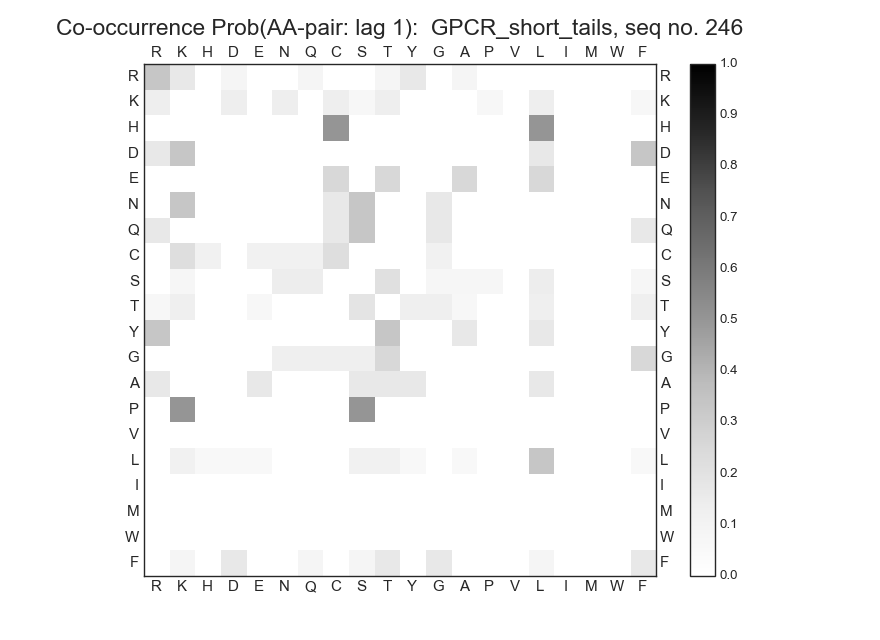 Co-occurrence Prob(AA-pair: lag 1):  GPCR_short_tails, seq no. 246
R K H D E N Q C S T Y G A P V L I M W F
R R
K K
H H
D D
E E
N N
Q Q
C C
S S
T T
Y Y
G G
A A
P P
V V
L L
I I
M M
W W
F F
R K H D E N Q C S T Y G A P V L I M W F
1.0
0.9
0.8
0.7
0.6
0.5
0.4
0.3
0.2
0.1
0.0